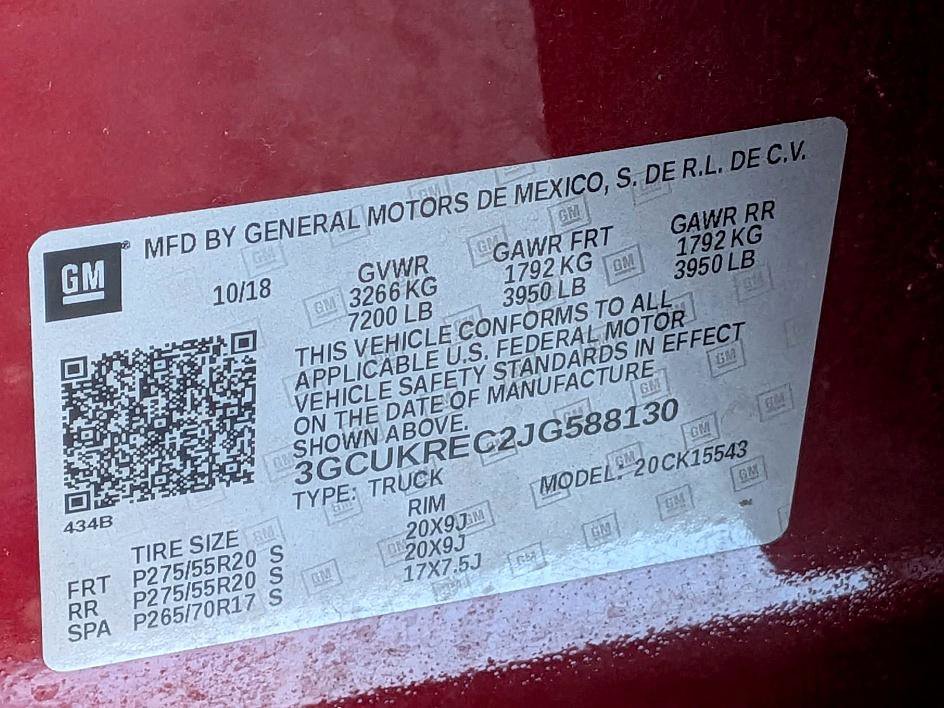 MFD BY GENERAL MOTORS DE MEXICO, S. DE R.L. DE C.V.
GM
10/18
GVWR GAWR FRT GAWR RR
3266 KG 1792 KG 1792 KG
7200 LB 3950 LB 3950 LB
THIS VEHICLE CONFORMS TO ALL
APPLICABLE U.S. FEDERAL MOTOR
VEHICLE SAFETY STANDARDS IN EFFECT
ON THE DATE OF MANUFACTURE
SHOWN ABOVE.
3GCUKREC2JG588130
TYPE: TRUCK MODEL: 20CK15543
434B
TIRE SIZE RIM
FRT P275/55R20 S 20X9J
RR P275/55R20 S 20X9J
SPA P265/70R17 S 17X7.5J